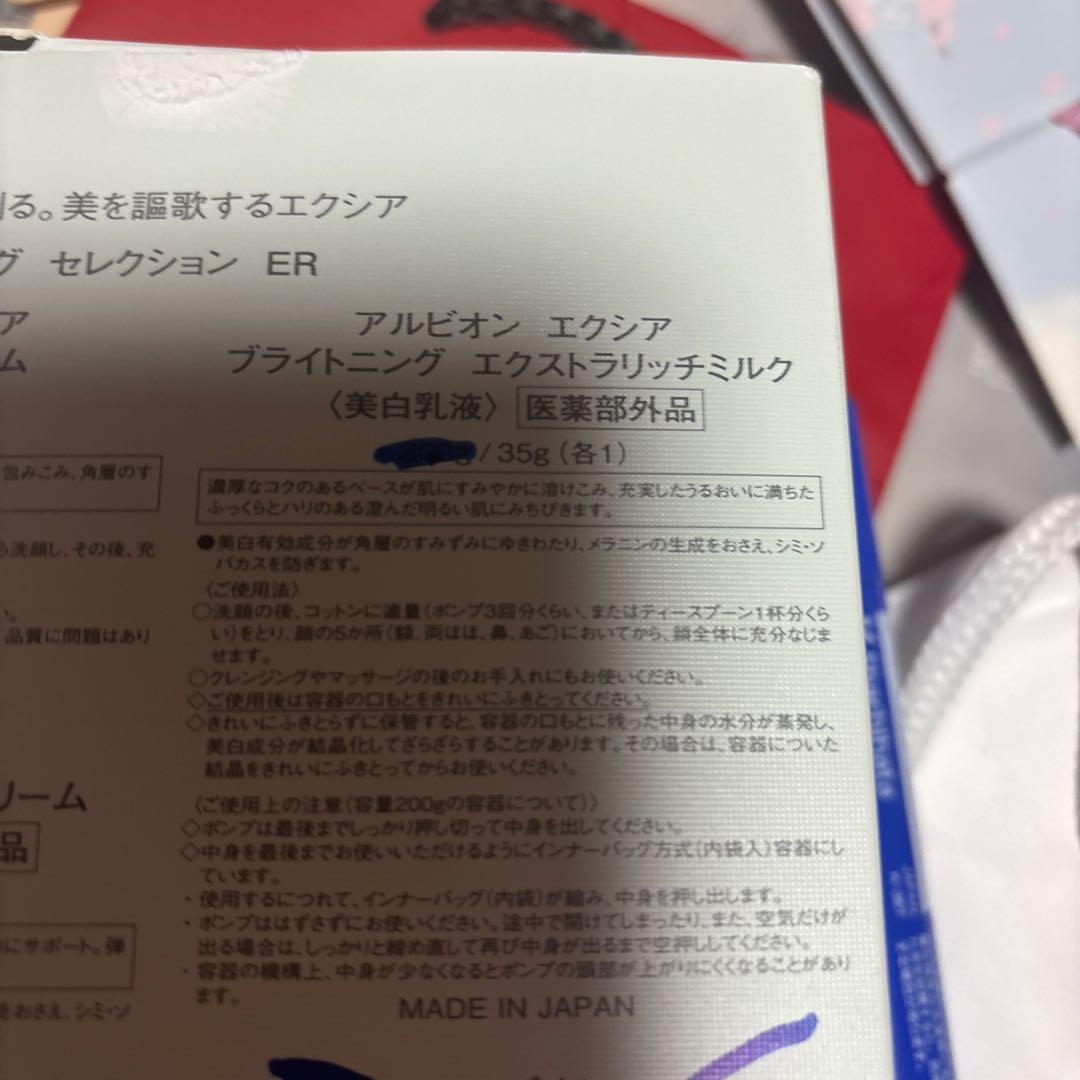 る。美を謳歌するエクシア
グ セレクション ER
ア
ム
アルビオン エクシア
ブライトニング エクストラリッチミルク
〈美白乳液〉 医薬部外品
/ 35g (各1)
包みこみ、角層のす
濃厚なコクのあるベースが肌にすみやかに溶けこみ、充実したうるおいに満ちた
ふっくらとハリのある澄んだ明るい肌にみちびきます。
洗顔し、その後、充
●美白有効成分が角層のすみずみにゆきわたり、メラニンの生成をおさえ、シミ・ソ
バカスを防ぎます。
〈ご使用法〉
○洗顔の後、コットンに適量(ポンプ3回分くらい、またはティースプーン1杯分くら
い)をとり、顔の5か所(額、両ほほ、鼻、あご)においてから、顔全体に充分なじま
せます。
い。
品質に問題はあり
○クレンジングやマッサージの後のお手入れにもお使いください。
◇ご使用後は容器の口もとをきれいにふきとってください。
◇きれいにふきとらずに保管すると、容器の口もとに残った中身の水分が蒸発し、
美白成分が結晶化してざらざらすることがあります。その場合は、容器についた
結晶をきれいにふきとってからお使いください。
リーム
品
〈ご使用上の注意(容量200gの容器について)〉
◇ポンプは最後までしっかり押し切って中身を出してください。
◇中身を最後までお使いいただけるようにインナーバッグ方式(内袋入)容器にし
ています。
・使用するにつれて、インナーバッグ(内袋)が縮み、中身を押し出します。
・ポンプははずさずにお使いください。途中で開けてしまったり、また、空気だけが
出る場合は、しっかりと締め直して再び中身が出るまで空押ししてください。
・容器の機構上、中身が少なくなるとポンプの頭部が上がりにくくなることがあり
ます。
にサポート。弾
おさえ、シミ・ソ
MADE IN JAPAN